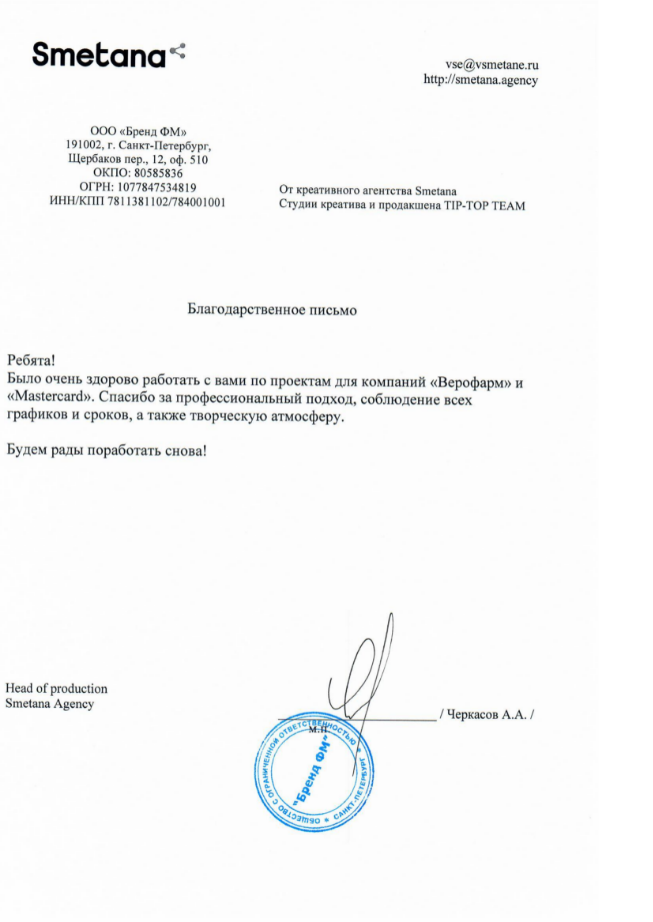 Smetana
vse@vsmetane.ru
http://smetana.agency
ООО «Бренд ФМ»
191002, г. Санкт-Петербург,
Щербаков пер., 12, оф. 510
ОКПО: 80585836
ОГРН: 1077847534819
ИНН/КПП 7811381102/784001001
От креативного агентства Smetana
Студии креатива и продакшена TIP-TOP TEAM
Благодарственное письмо
Ребята!
Было очень здорово работать с вами по проектам для компаний «Верофарм» и
«Mastercard». Спасибо за профессиональный подход, соблюдение всех
графиков и сроков, а также творческую атмосферу.
Будем рады поработать снова!
Head of production
Smetana Agency
/ Черкасов А.А. /
м.п.
ОБЩЕСТВО С ОГРАНИЧЕННОЙ ОТВЕТСТВЕННОСТЬЮ * САНКТ-ПЕТЕРБУРГ *
"Бренд ФМ"